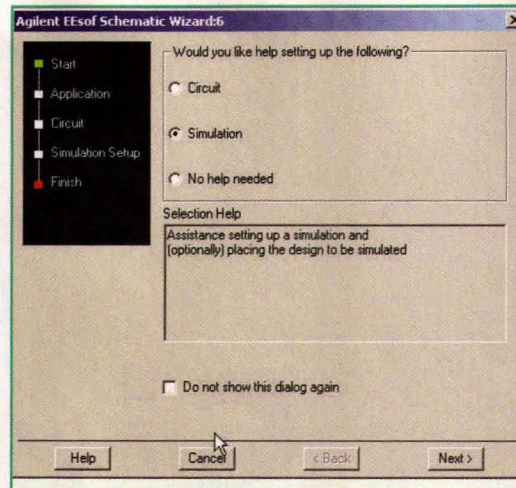 Agilent EEsof Schematic Wizard:6
Start
Application
Circuit
Simulation Setup
Finish
Would you like help setting up the following?
Circuit
Simulation
No help needed
Selection Help
Assistance setting up a simulation and
(optionally) placing the design to be simulated
Do not show this dialog again
Help
Cancel
< Back
Next >